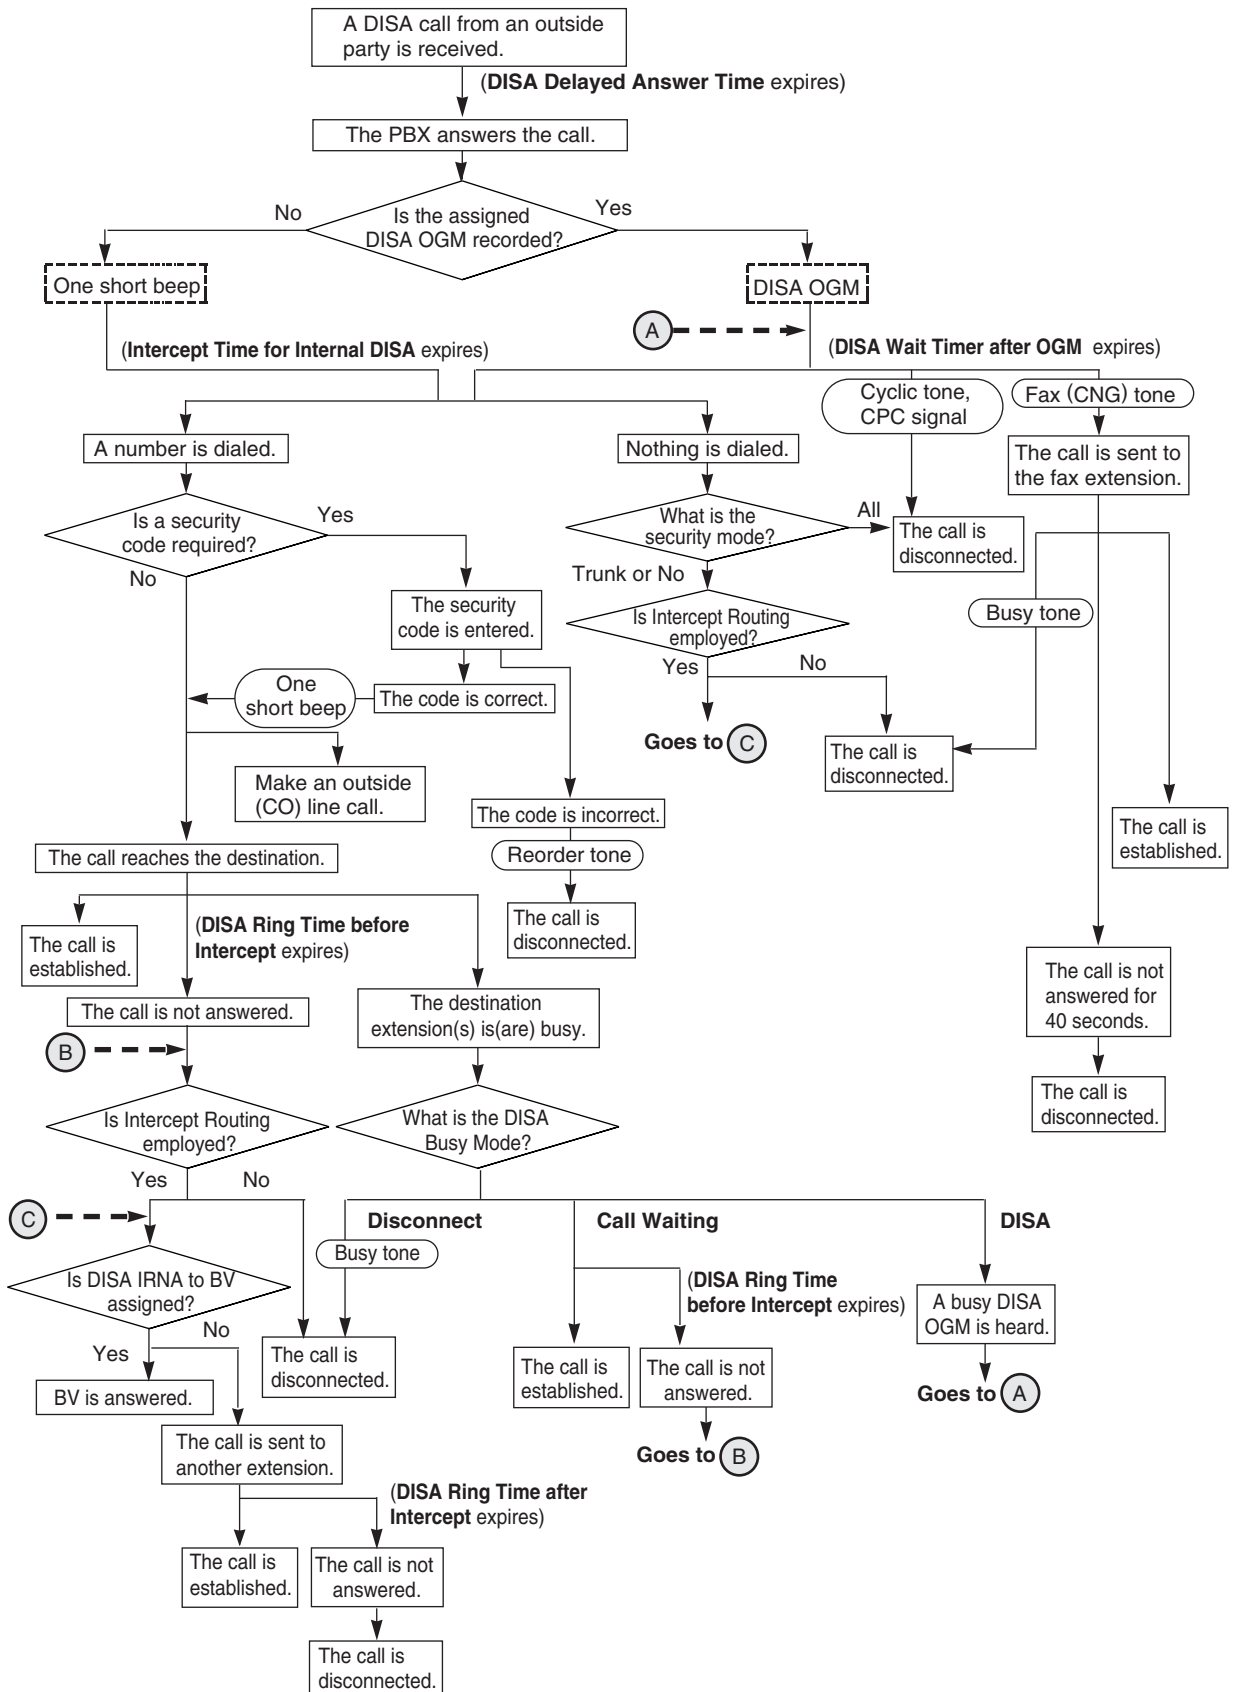 A DISA call from an outside
party is received.
(DISA Delayed Answer Time expires)
The PBX answers the call.
No
Yes
Is the assigned
DISA OGM recorded?
One short beep
DISA OGM
A
(Intercept Time for Internal DISA expires)
(DISA Wait Timer after OGM expires)
Cyclic tone,
CPC signal
Fax (CNG) tone
A number is dialed.
Nothing is dialed.
The call is sent to
the fax extension.
Is a security
code required?
Yes
No
What is the
security mode?
All
The call is
disconnected.
Trunk or No
The security
code is entered.
Is Intercept Routing
employed?
Busy tone
Yes
No
One
short beep
The code is correct.
Goes to C
The call is
disconnected.
Make an outside
(CO) line call.
The code is incorrect.
The call is
established.
The call reaches the destination.
Reorder tone
The call is
disconnected.
(DISA Ring Time before
Intercept expires)
The call is
established.
The call is not answered.
The destination
extension(s) is(are) busy.
The call is not
answered for
40 seconds.
B
The call is
disconnected.
Is Intercept Routing
employed?
What is the DISA
Busy Mode?
Yes
No
C
Disconnect
Call Waiting
DISA
Busy tone
Is DISA IRNA to BV
assigned?
(DISA Ring Time
before Intercept expires)
A busy DISA
OGM is heard.
No
Yes
The call is
disconnected.
The call is
established.
The call is not
answered.
BV is answered.
Goes to A
The call is sent to
another extension.
Goes to B
(DISA Ring Time after
Intercept expires)
The call is
established.
The call is not
answered.
The call is
disconnected.